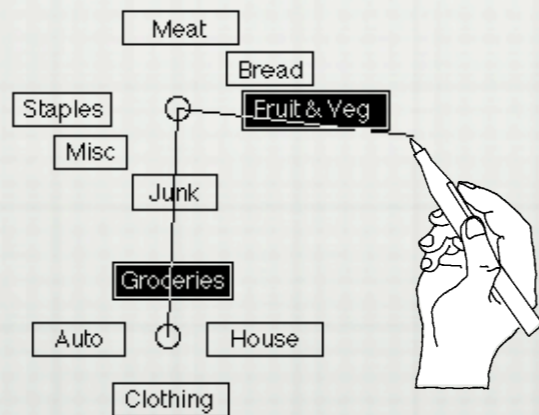 Meat
Bread
Staples
Fruit & Veg
Misc
Junk
Groceries
Auto
House
Clothing